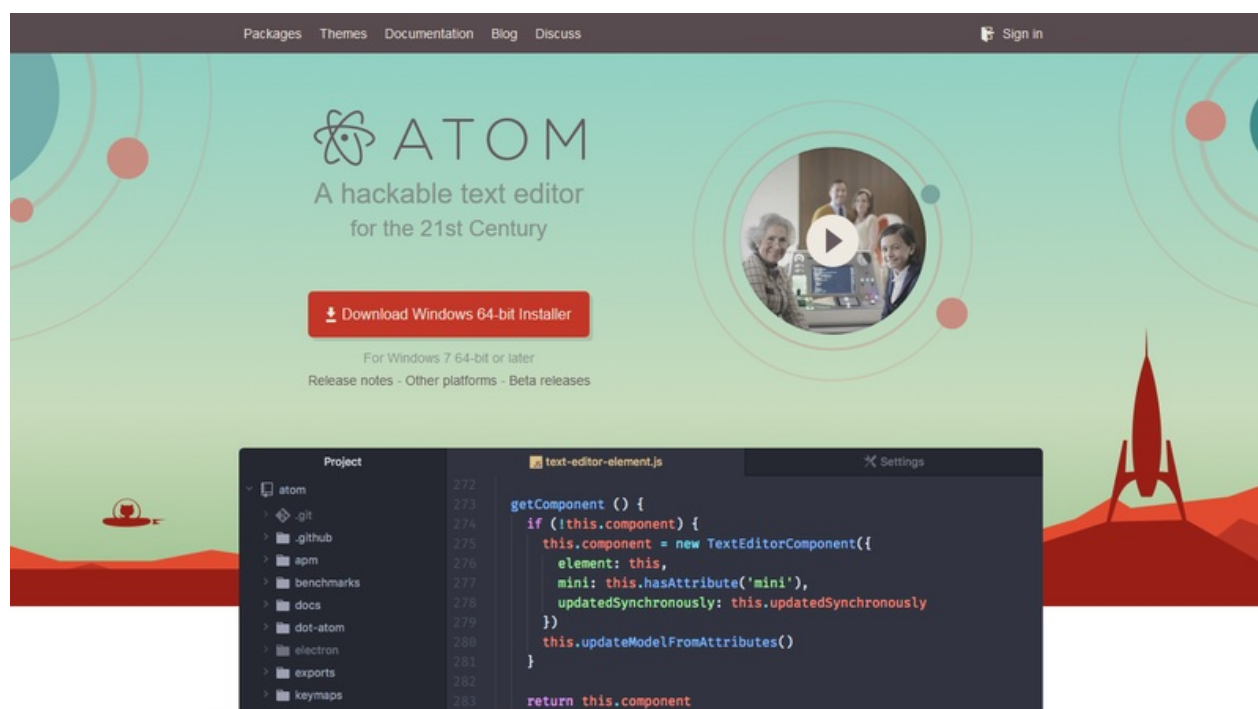 Packages Themes Documentation Blog Discuss Sign in
ATOM
A hackable text editor
for the 21st Century
Download Windows 64-bit Installer
For Windows 7 64-bit or later
Release notes - Other platforms - Beta releases
Project
atom
.git
.github
apm
benchmarks
docs
dot-atom
electron
exports
keymaps
text-editor-element.js Settings
272
273 getComponent () {
274 if (!this.component) {
275 this.component = new TextEditorComponent({
276 element: this,
277 mini: this.hasAttribute('mini'),
278 updatedSynchronously: this.updatedSynchronously
279 })
280 this.updateModelFromAttributes()
281 }
282
283 return this.component